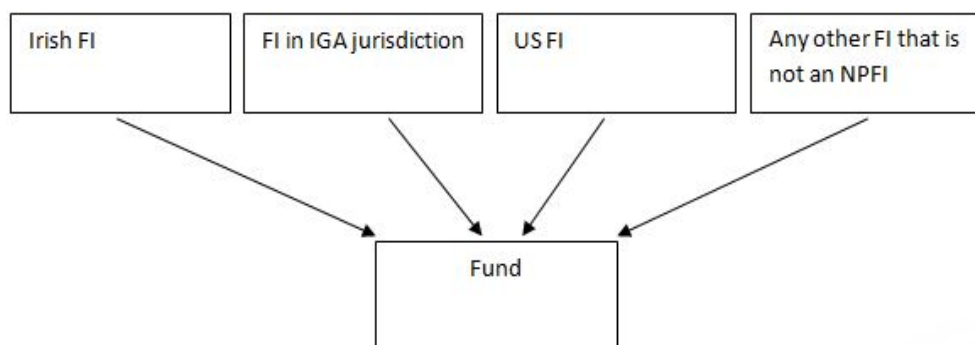 Irish FI
FI in IGA jurisdiction
US FI
Any other FI that is
not an NPFI
Fund